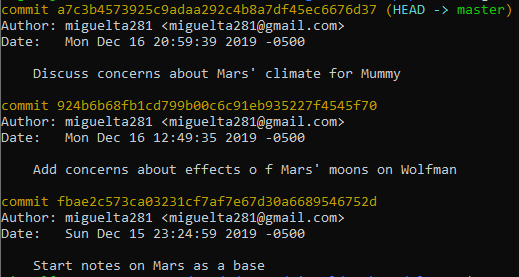 commit a7c3b4573925c9adaa292c4b8a7df45ec6676d37 (HEAD -> master)
Author: miguelta281 <miguelta281@gmail.com>
Date:   Mon Dec 16 20:59:39 2019 -0500
Discuss concerns about Mars' climate for Mummy
commit 924b6b68fb1cd799b00c6c91eb935227f4545f70
Author: miguelta281 <miguelta281@gmail.com>
Date:   Mon Dec 16 12:49:35 2019 -0500
Add concerns about effects o f Mars' moons on Wolfman
commit fbae2c573ca03231cf7af7e67d30a6689546752d
Author: miguelta281 <miguelta281@gmail.com>
Date:   Sun Dec 15 23:24:59 2019 -0500
Start notes on Mars as a base